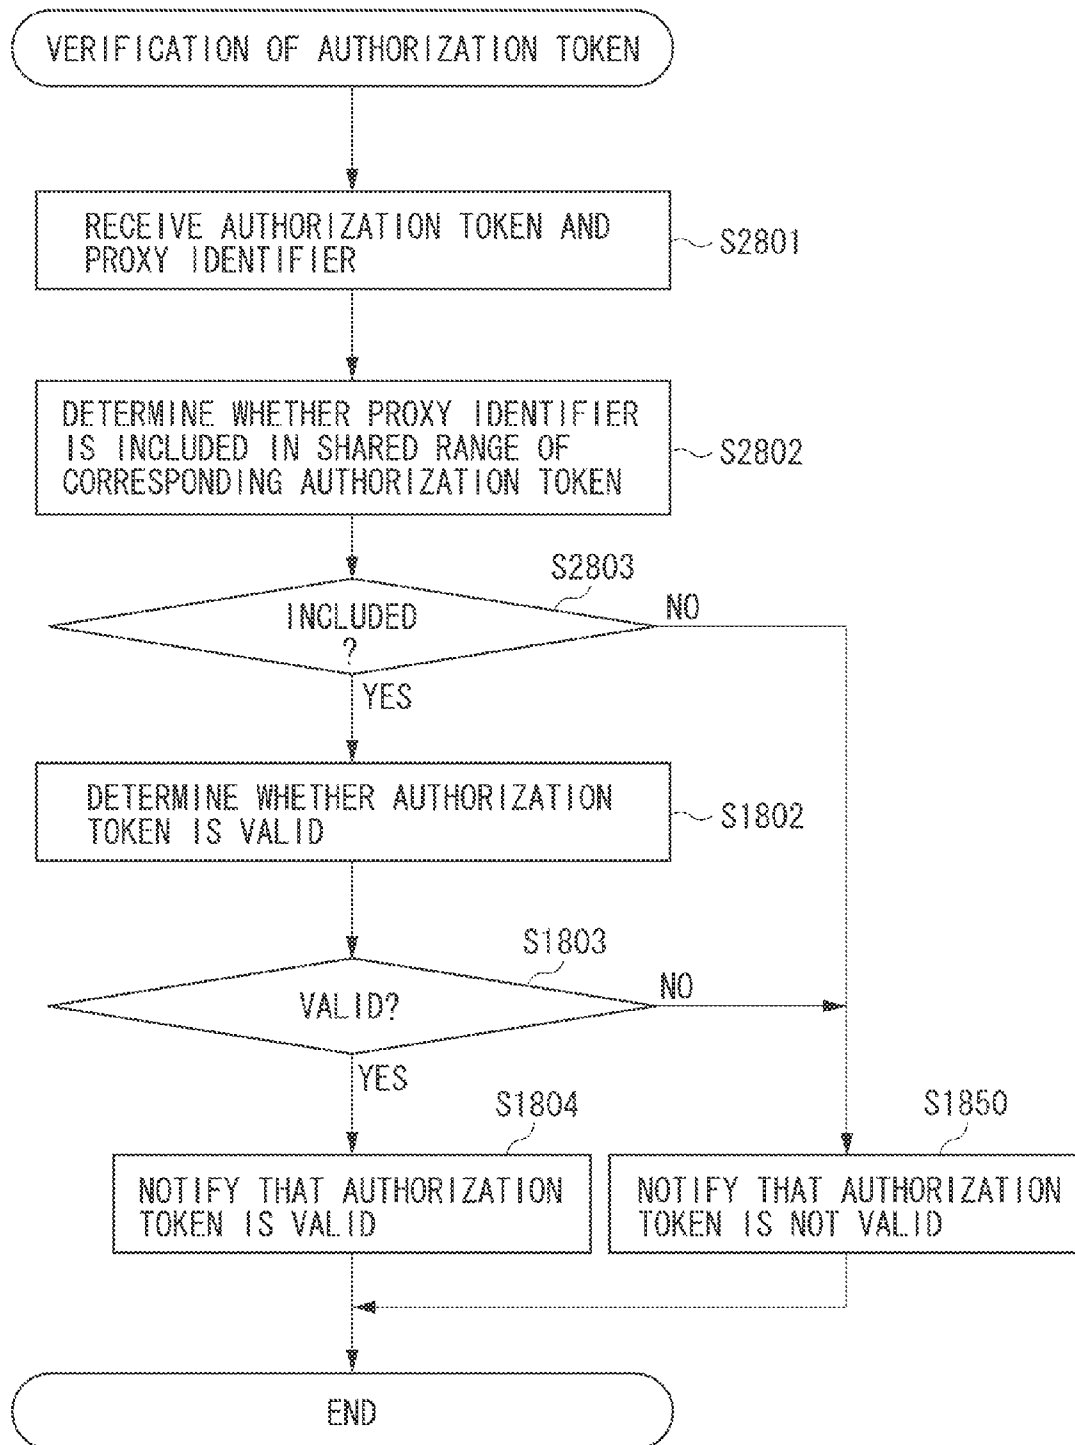 VERIFICATION OF AUTHORIZATION TOKEN
RECEIVE AUTHORIZATION TOKEN AND
PROXY IDENTIFIER
S2801
DETERMINE WHETHER PROXY IDENTIFIER
IS INCLUDED IN SHARED RANGE OF
CORRESPONDING AUTHORIZATION TOKEN
S2802
S2803
INCLUDED
?
NO
YES
DETERMINE WHETHER AUTHORIZATION
TOKEN IS VALID
S1802
S1803
VALID?
NO
YES
S1804
NOTIFY THAT AUTHORIZATION
TOKEN IS VALID
S1850
NOTIFY THAT AUTHORIZATION
TOKEN IS NOT VALID
END